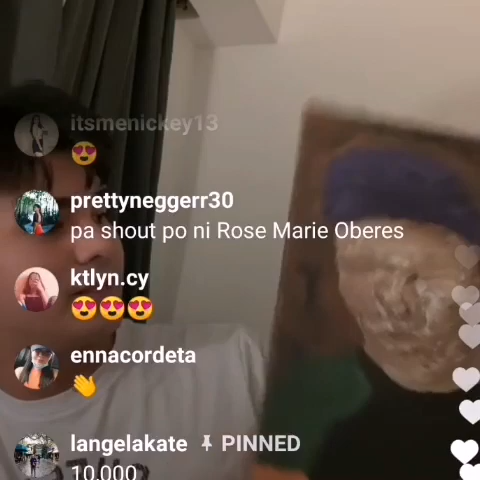 itsmenickey13
😍
prettyneggerr30
pa shout po ni Rose Marie Oberes
ktlyn.cy
😍😍😍
ennacordeta
👋
langelakate PINNED
10,000